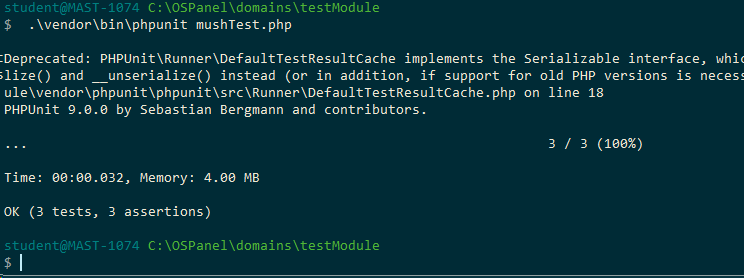 student@MAST-1074 C:\OSPanel\domains\testModule
$ .\vendor\bin\phpunit mushTest.php
Deprecated: PHPUnit\Runner\DefaultTestResultCache implements the Serializable interface, whic
lize() and __unserialize() instead (or in addition, if support for old PHP versions is necess
ule\vendor\phpunit\phpunit\src\Runner\DefaultTestResultCache.php on line 18
PHPUnit 9.0.0 by Sebastian Bergmann and contributors.
... 3 / 3 (100%)
Time: 00:00.032, Memory: 4.00 MB
OK (3 tests, 3 assertions)
student@MAST-1074 C:\OSPanel\domains\testModule
$